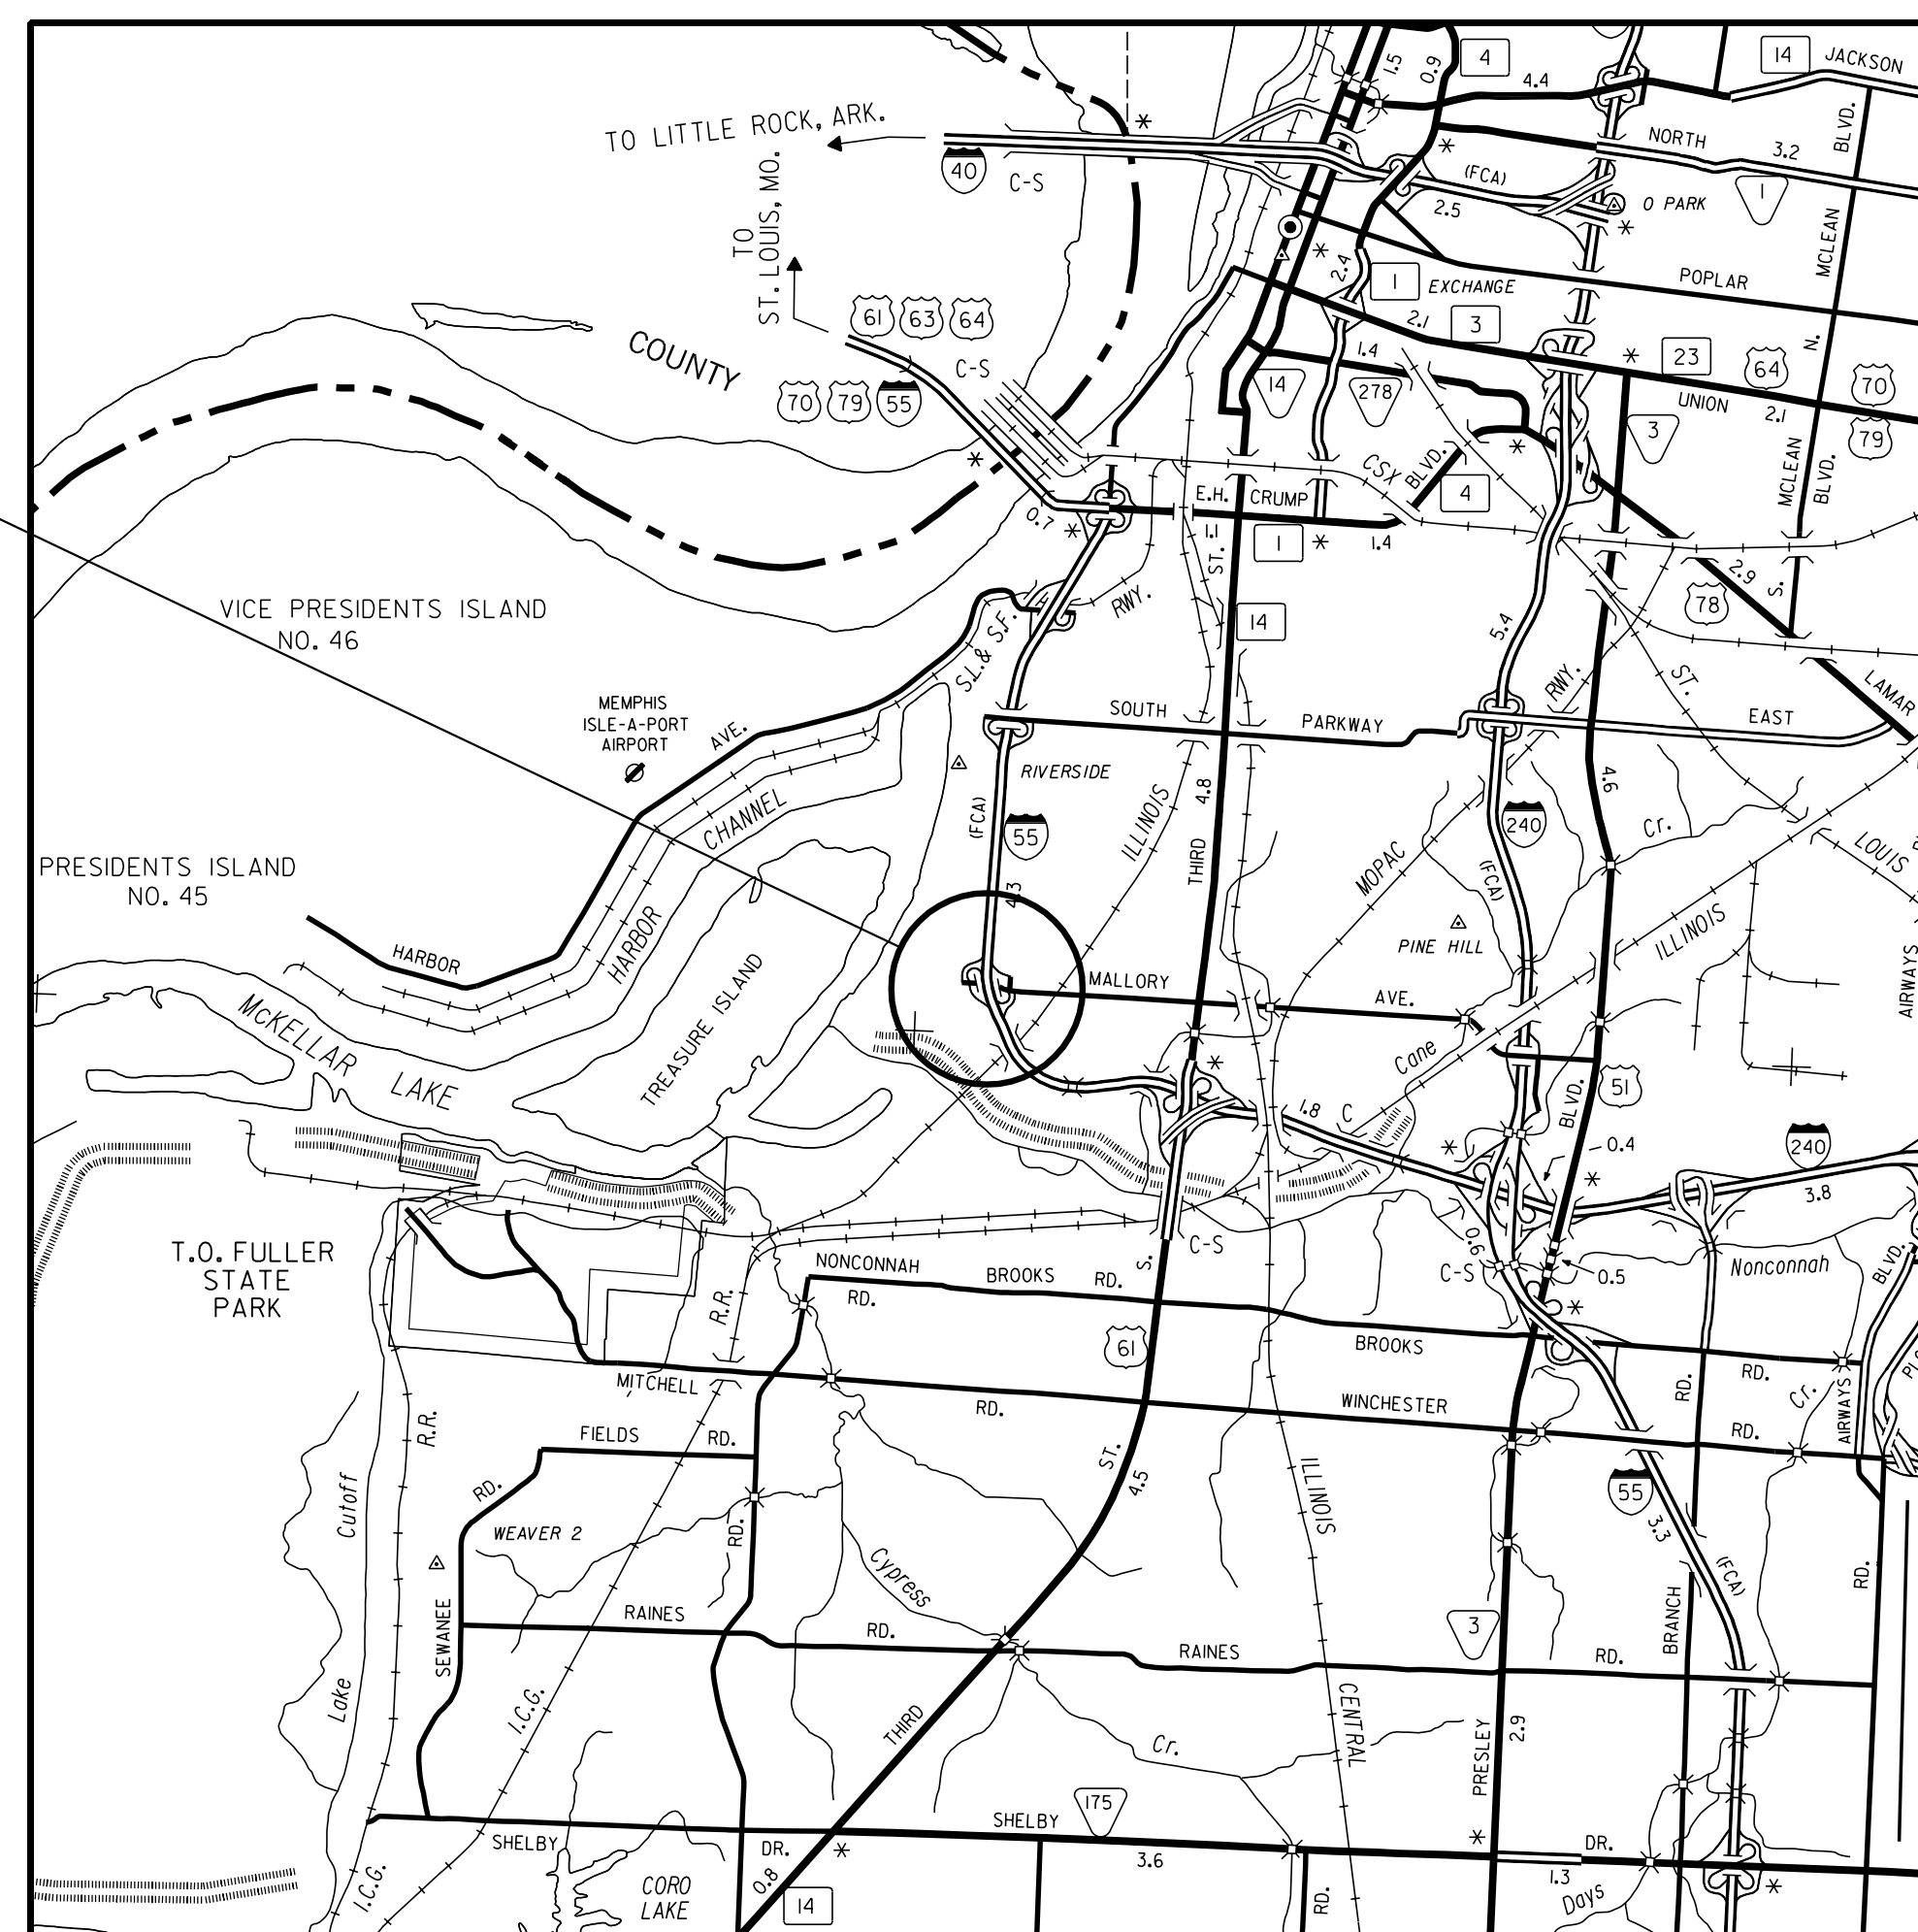 1.5
0.9
4
4.4
14
JACKSON
TO LITTLE ROCK, ARK.
*
40
C-S
NORTH
3.2
BLVD.
*
(FCA)
2.5
O PARK
1
*
MCLEAN
TO
ST. LOUIS, MO.
*
2.4
1
EXCHANGE
POPLAR
61
63
64
2.1
3
COUNTY
C-S
1.4
*
23
64
N.
70
70
79
55
14
278
UNION
2.1
3
79
*
*
CSX
BLVD.
4
MCLEAN
BLVD.
E.H. CRUMP
0.7
*
1.1
1
*
1.4
ST.
2.9
S.
78
VICE PRESIDENTS ISLAND
NO. 46
RWY.
14
5.4
S.L. & S.F.
RWY.
ST.
LAMAR
MEMPHIS
ISLE-A-PORT
AIRPORT
AVE.
SOUTH
PARKWAY
EAST
RIVERSIDE
4.8
4.6
CHANNEL
(FCA)
55
ILLINOIS
240
Cr.
LOUIS
PRESIDENTS ISLAND
NO. 45
THIRD
MOPAC
(FCA)
4.3
PINE HILL
ILLINOIS
HARBOR
HARBOR
AIRWAYS
MALLORY
AVE.
TREASURE ISLAND
MCKELLAR
LAKE
*
Cane
51
BLVD.
1.8
C
*
0.4
240
*
3.8
T.O. FULLER
STATE
PARK
S.
C-S
0.6
C-S
0.5
Nonconnah
BLVD.
NONCONNAH
BROOKS
RD.
RD.
R.R.
*
61
BROOKS
RD.
MITCHELL
RD.
WINCHESTER
RD.
RD.
Cr.
AIRWAYS
R.R.
FIELDS
RD.
ST.
4.5
ILLINOIS
55
RD.
WEAVER 2
RD.
Cutoff
3.3
(FCA)
Cypress
RD.
SEWANEE
RAINES
RD.
RAINES
3
RD.
BRANCH
Lake
I.C.G.
THIRD
Cr.
CENTRAL
PRESLEY
2.9
175
SHELBY
SHELBY
DR.
*
3.6
*
DR.
1.3
*
I.C.G.
CORO
LAKE
0.8
14
RD.
Days